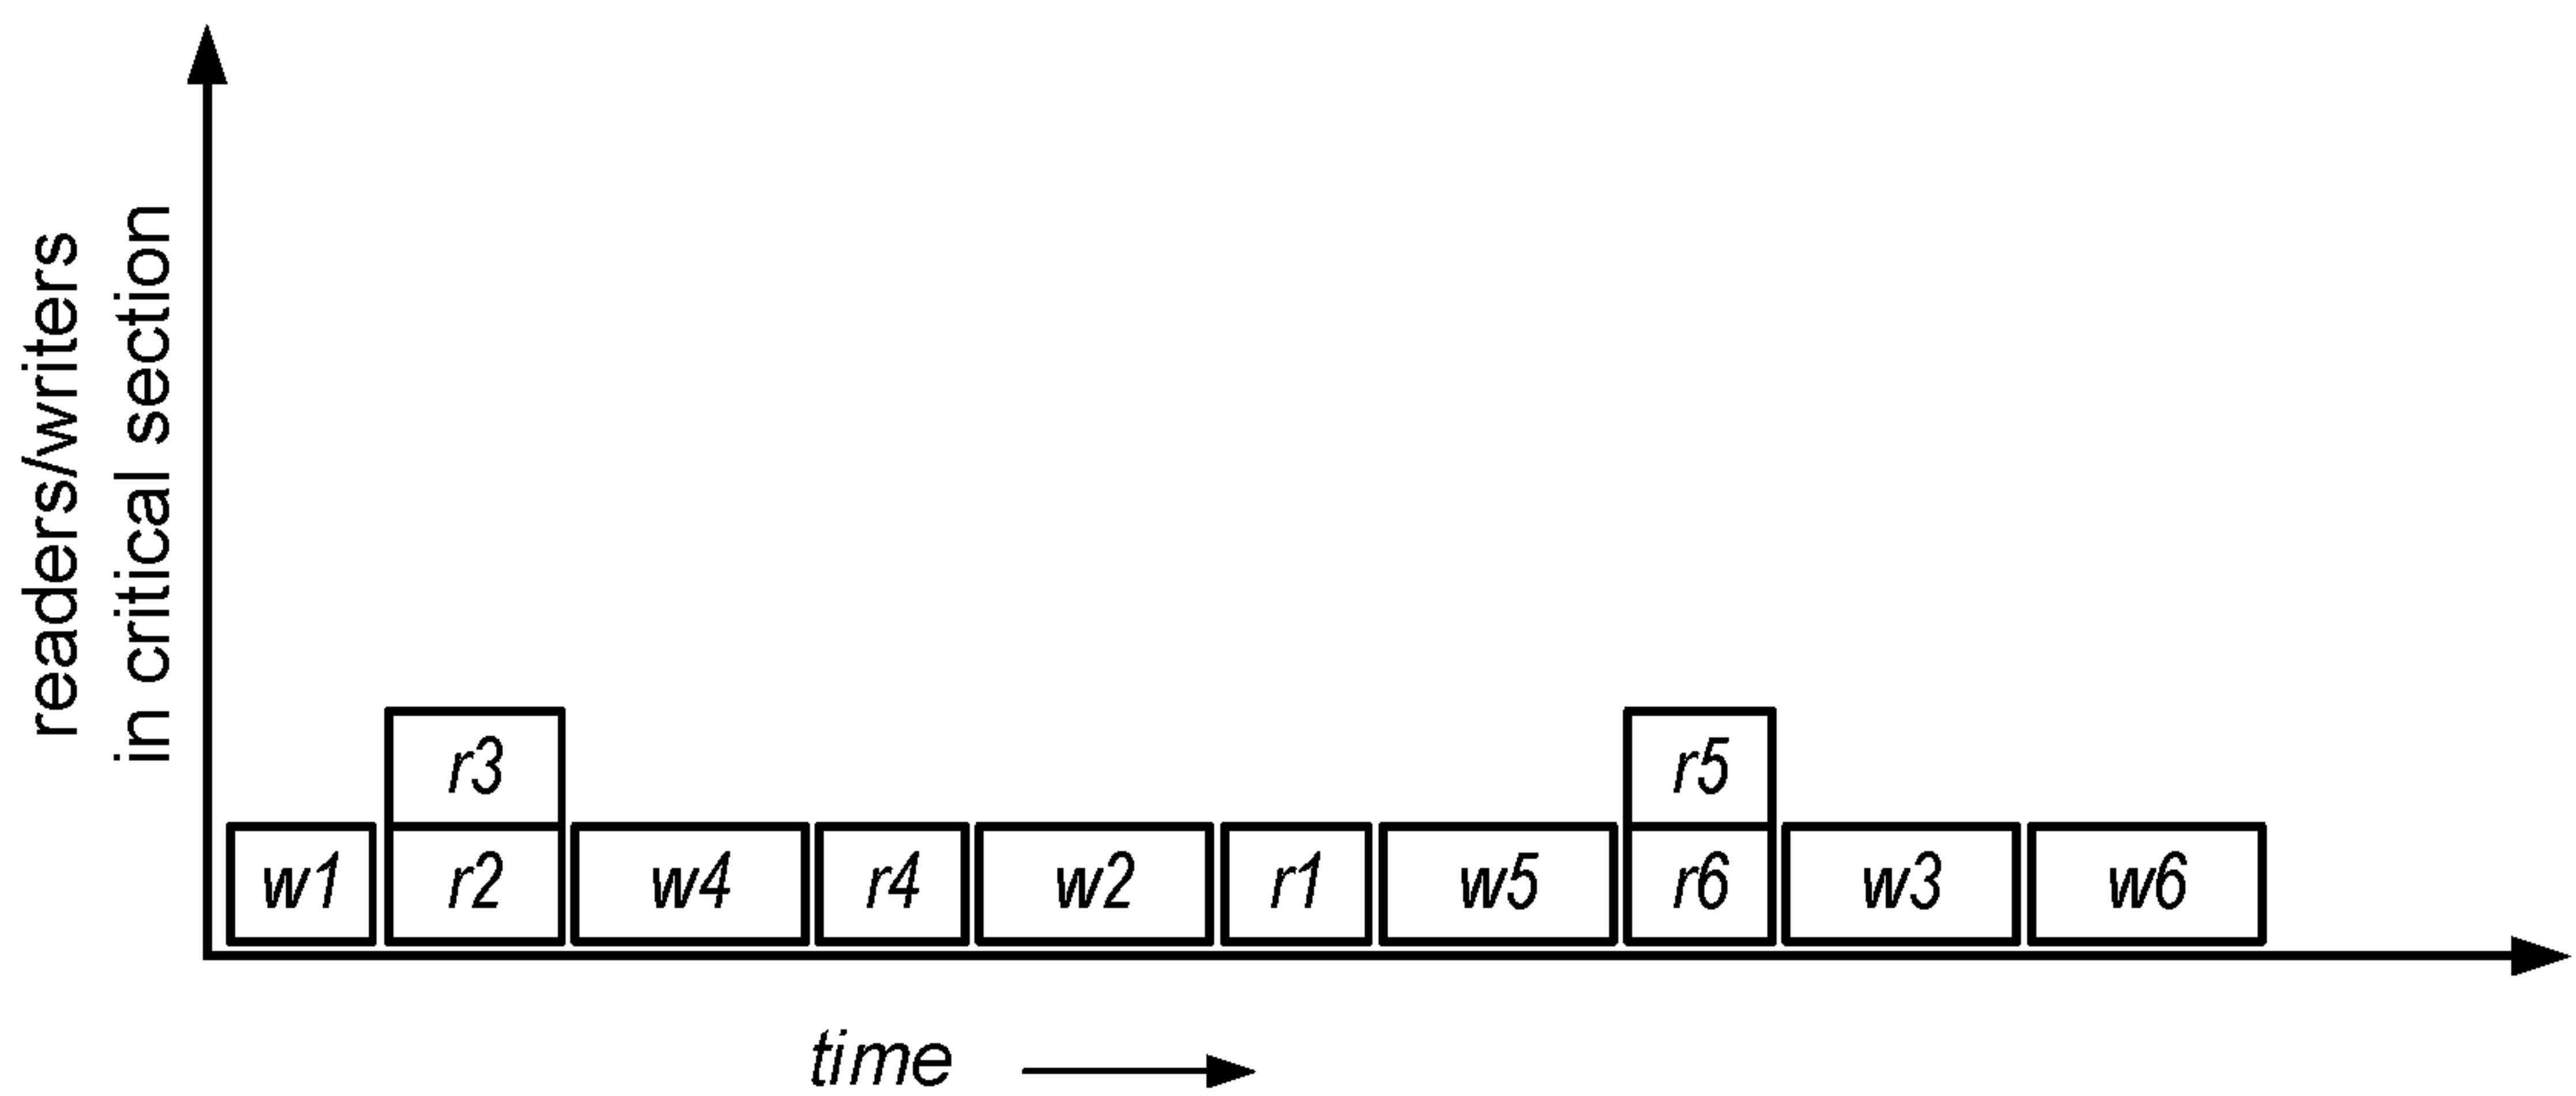 readers/writers
in critical section
r3
r5
w1
r2
w4
r4
w2
r1
w5
r6
w3
w6
time